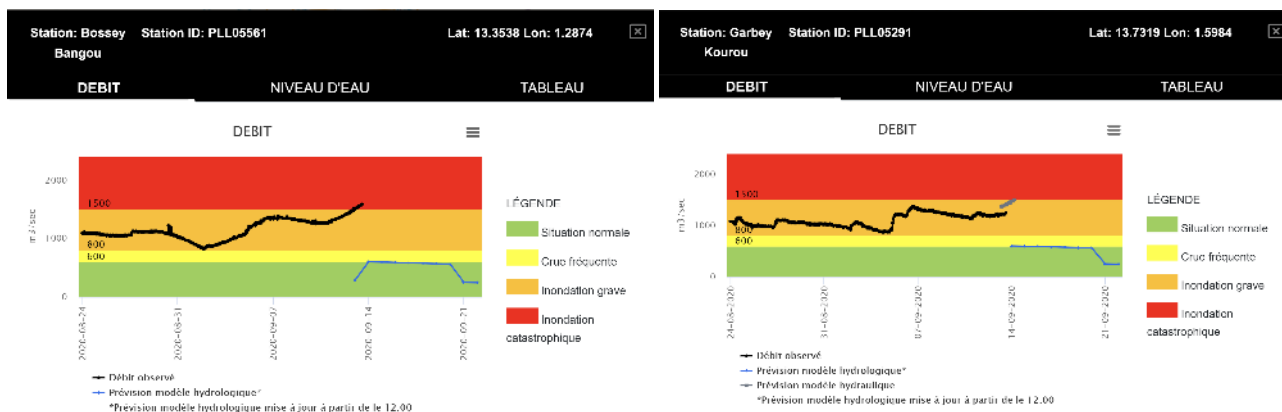 Station: Bossey Bangou
Station ID: PLL05561
Lat: 13.3538 Lon: 1.2874
DEBIT
NIVEAU D'EAU
TABLEAU
DEBIT
m3/sec
2000
1500
1000
800
600
0
2020-08-24
2020-08-31
2020-09-07
2020-09-14
2020-09-21
LÉGENDE
Situation normale
Crue fréquente
Inondation grave
Inondation catastrophique
Débit observé
Prévision modèle hydrologique*
*Prévision modèle hydrologique mise à jour à partir de le 12.00
Station: Garbey Kourou
Station ID: PLL05291
Lat: 13.7319 Lon: 1.5984
DEBIT
NIVEAU D'EAU
TABLEAU
DEBIT
m3/sec
2000
1500
1000
800
600
0
24-08-2020
31-08-2020
07-09-2020
14-09-2020
21-09-2020
LÉGENDE
Situation normale
Crue fréquente
Inondation grave
Inondation catastrophique
Débit observé
Prévision modèle hydrologique*
Prévision modèle hydraulique
*Prévision modèle hydrologique mise à jour à partir de le 12.00